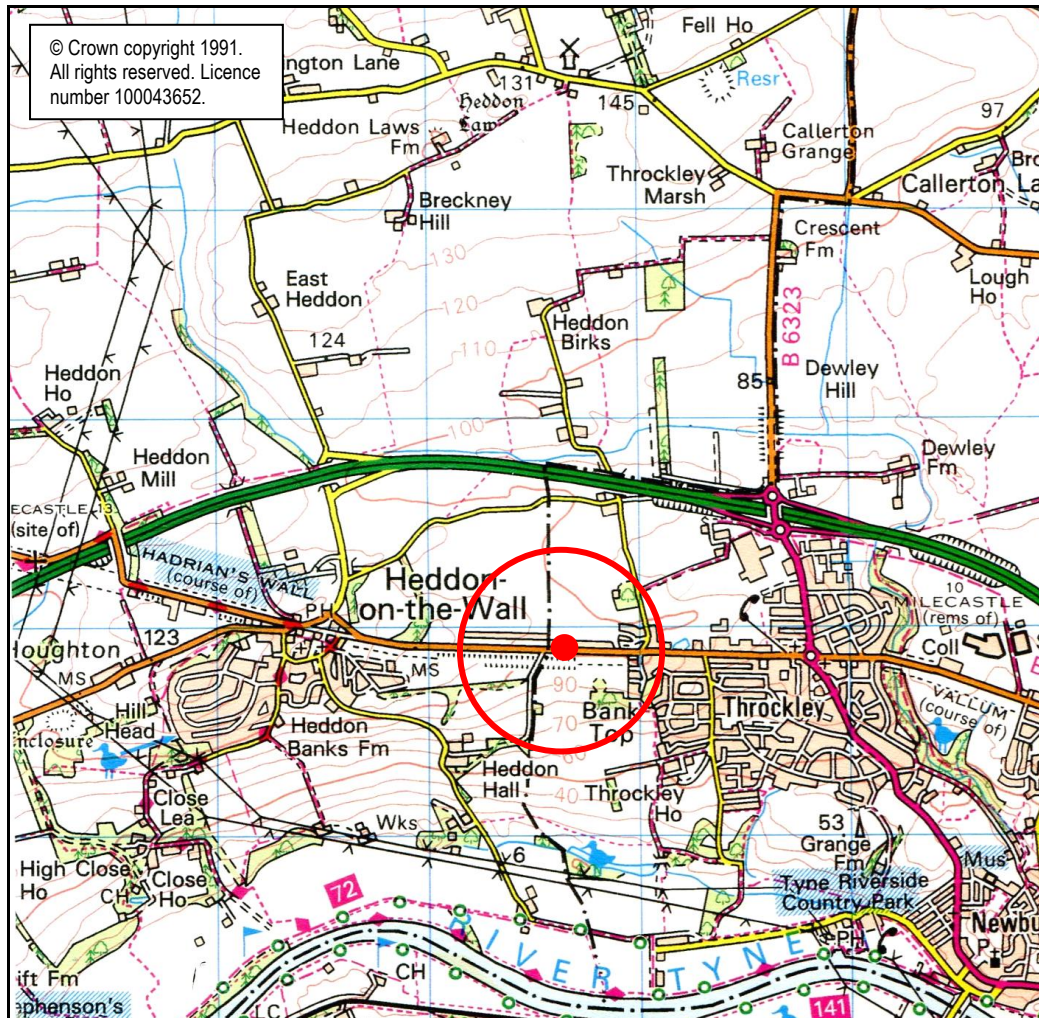 © Crown copyright 1991.
All rights reserved. Licence
number 100043652.
ington Lane
131
145
Fell Ho
Resr
97
Heddon Laws
Fm
Heddon
Law
Callerton
Grange
Throckley
Marsh
Callerton La
Bro
Breckney
Hill
Crescent
Fm
130
Lough
Ho
East
Heddon
120
124
110
Heddon
Birks
B 6323
85
Dewley
Hill
Heddon
Ho
100
Heddon
Mill
Dewley
Fm
ECASTLE 13
(site of)
HADRIAN'S WALL
(course of)
Heddon-
on-the-Wall
PH
10
MILECASTLE
(rems of)
123
Houghton
MS
MS
Coll
90
Bank
Top
70
60
40
Throckley
VALLUM
(course
of)
Hill
Head
nclosure
Heddon
Banks Fm
Heddon
Hall
Throckley
Ho
Close
Lea
Wks
6
53
Grange
Fm
Mus
High Close
Ho
CH
Close
Ho
72
Tyne Riverside
Country Park
Newbu
PH
P
RIVER TYNE
CH
ift Fm
ephenson's
LC
141
2